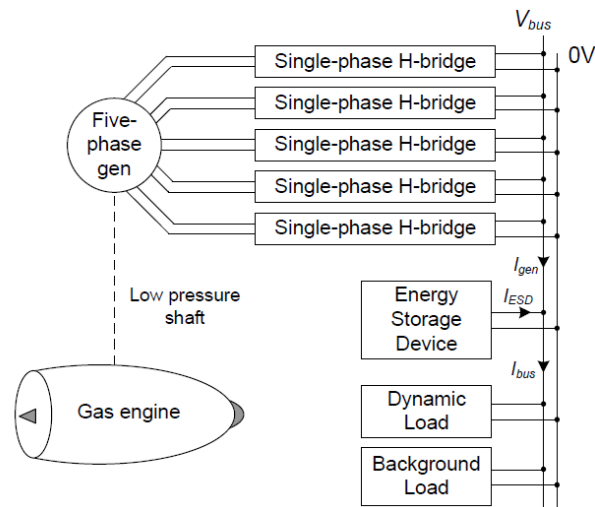 V_bus
0V
Single-phase H-bridge
Single-phase H-bridge
Single-phase H-bridge
Single-phase H-bridge
Single-phase H-bridge
Five-
phase
gen
I_gen
Low pressure
shaft
Energy
Storage
Device
I_ESD
I_bus
Gas engine
Dynamic
Load
Background
Load